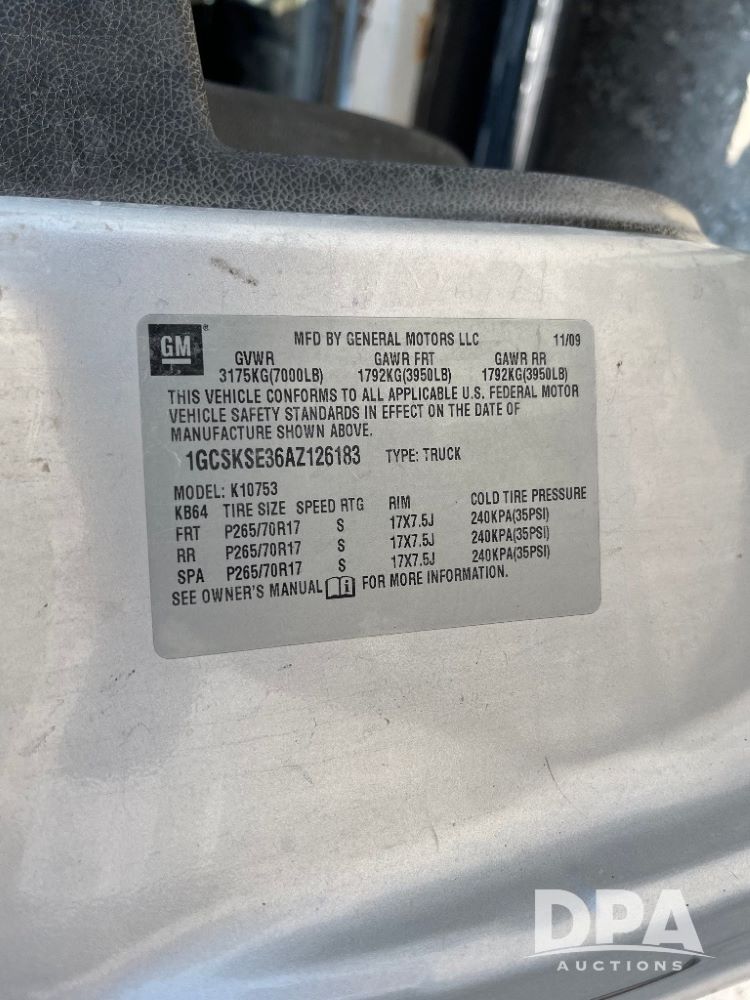 GM
MFD BY GENERAL MOTORS LLC 11/09
GVWR GAWR FRT GAWR RR
3175KG(7000LB) 1792KG(3950LB) 1792KG(3950LB)
THIS VEHICLE CONFORMS TO ALL APPLICABLE U.S. FEDERAL MOTOR
VEHICLE SAFETY STANDARDS IN EFFECT ON THE DATE OF
MANUFACTURE SHOWN ABOVE.
1GCSKSE36AZ126183 TYPE: TRUCK
MODEL: K10753
KB64 TIRE SIZE SPEED RTG RIM COLD TIRE PRESSURE
FRT P265/70R17 S 17X7.5J 240KPA(35PSI)
RR P265/70R17 S 17X7.5J 240KPA(35PSI)
SPA P265/70R17 S 17X7.5J 240KPA(35PSI)
SEE OWNER'S MANUAL FOR MORE INFORMATION.
DPA
AUCTIONS